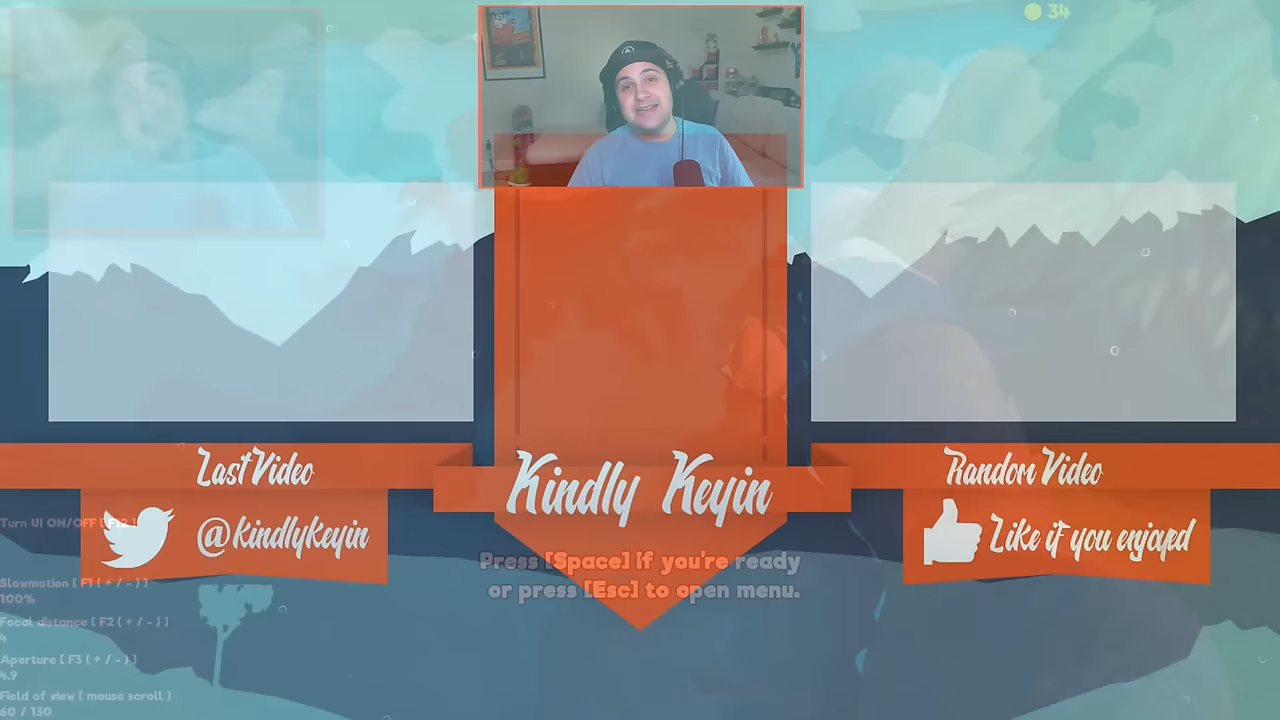 34
Last Video
Kindly Keyin
Random Video
@kindlykeyin
Like if you enjoyed
Turn UI ON/OFF [ F12 ]
Press [Space] if you're ready
or press [Esc] to open menu.
Slowmotion [ F1 ( + / - ) ]
100%
Focal distance [ F2 ( + / - ) ]
4
Aperture [ F3 ( + / - ) ]
4.9
Field of view [ mouse scroll ]
60 / 130